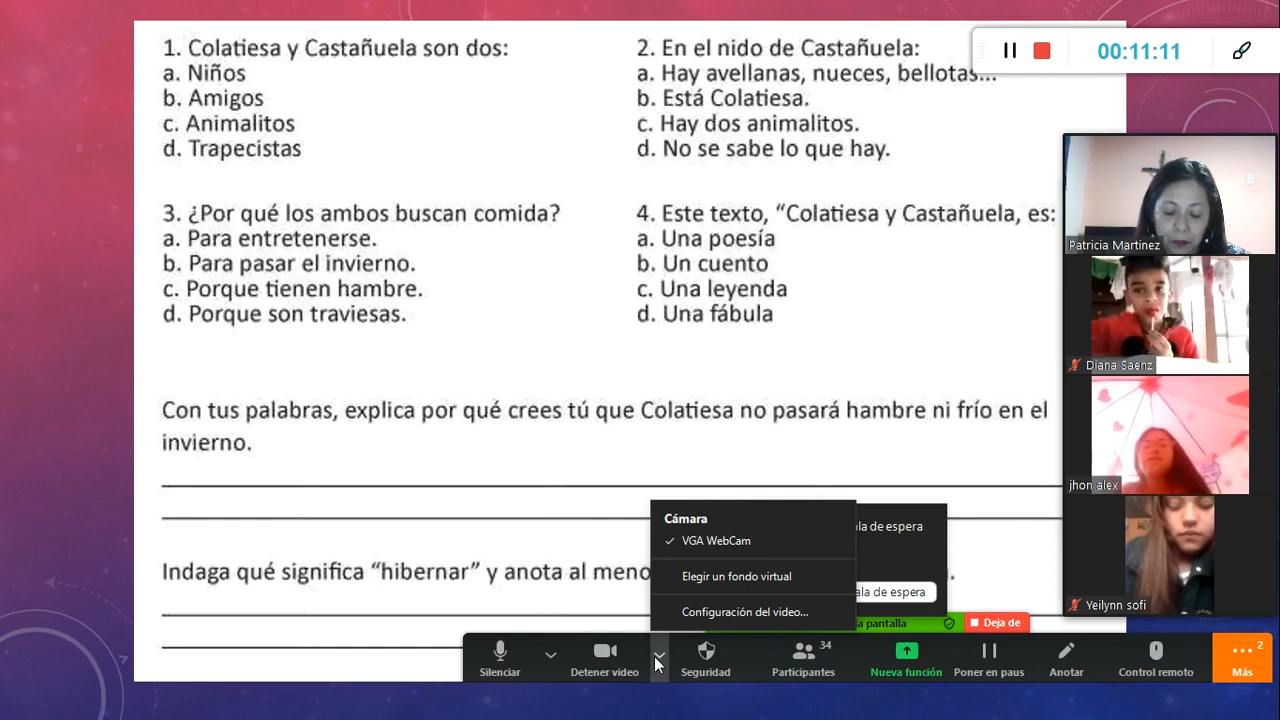 1. Colatiesa y Castañuela son dos:
a. Niños
b. Amigos
c. Animalitos
d. Trapecistas
2. En el nido de Castañuela:
a. Hay avellanas, nueces, bellotas...
b. Está Colatiesa.
c. Hay dos animalitos.
d. No se sabe lo que hay.
3. ¿Por qué los ambos buscan comida?
a. Para entretenerse.
b. Para pasar el invierno.
c. Porque tienen hambre.
d. Porque son traviesas.
4. Este texto, “Colatiesa y Castañuela, es:
a. Una poesía
b. Un cuento
c. Una leyenda
d. Una fábula
Con tus palabras, explica por qué crees tú que Colatiesa no pasará hambre ni frío en el
invierno.
Indaga qué significa “hibernar” y anota al meno
00:11:11
Patricia Martinez
Diana Saenz
jhon alex
Yeilynn sofi
Cámara
VGA WebCam
Elegir un fondo virtual
Configuración del video...
la de espera
ala de espera
a pantalla
Deja de
Silenciar
Detener video
Seguridad
Participantes
34
Nueva función
Poner en paus
Anotar
Control remoto
Más
2